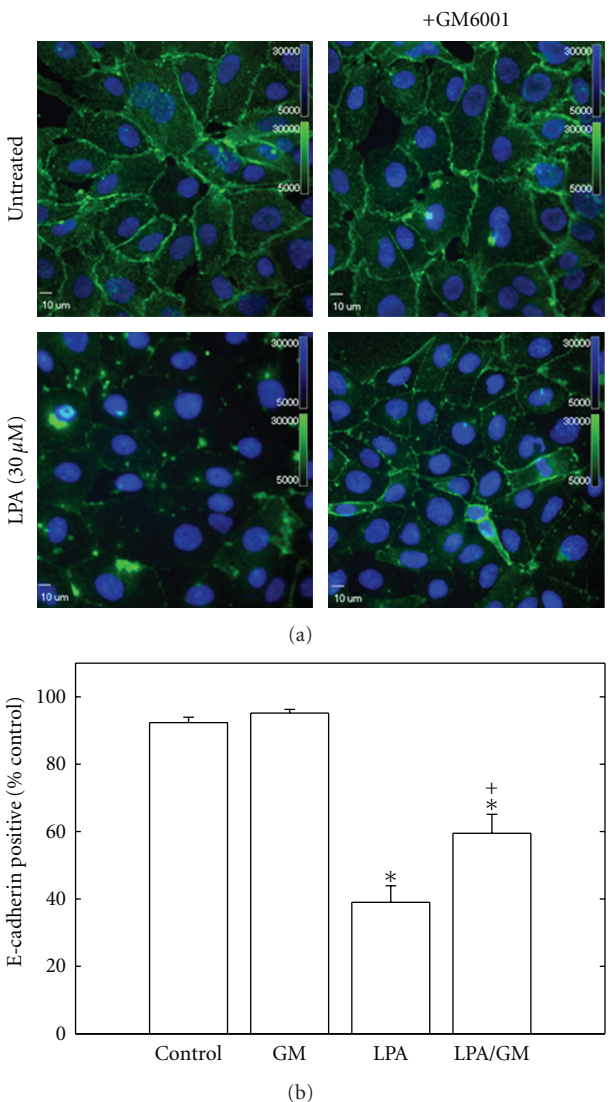 +GM6001
Untreated
30000
5000
30000
5000
10 um
30000
5000
30000
5000
10 um
LPA (30 μM)
30000
5000
30000
5000
10 um
30000
5000
30000
5000
10 um
(a)
E-cadherin positive (% control)
100
80
60
40
20
0
*
+
*
Control GM LPA LPA/GM
(b)